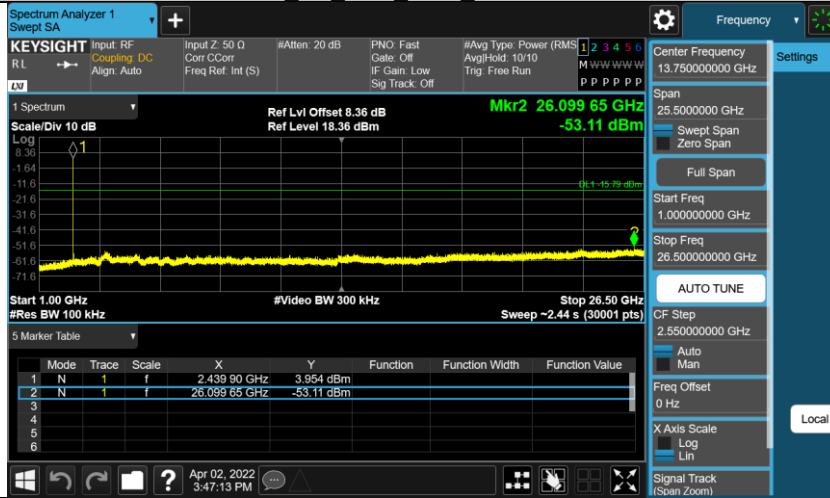 Spectrum Analyzer 1
Swept SA
+
Frequency
KEYSIGHT
RL
LXI
Input: RF
Coupling: DC
Align: Auto
Input Z: 50 Ω
Corr CCorr
Freq Ref: Int (S)
#Atten: 20 dB
PNO: Fast
Gate: Off
IF Gain: Low
Sig Track: Off
#Avg Type: Power (RMS
Avg|Hold: 10/10
Trig: Free Run
1 2 3 4 5 6
M W W W W W
P P P P P P
1 Spectrum
Scale/Div 10 dB
Ref Lvl Offset 8.36 dB
Ref Level 18.36 dBm
Mkr2 26.099 65 GHz
-53.11 dBm
Log
8.36
-1.64
-11.6
-21.6
-31.6
-41.6
-51.6
-61.6
-71.6
1
DL1 -15.79 dBm
2
Start 1.00 GHz
#Res BW 100 kHz
#Video BW 300 kHz
Stop 26.50 GHz
Sweep ~2.44 s (30001 pts)
5 Marker Table
Mode Trace Scale X Y Function Function Width Function Value
1 N 1 f 2.439 90 GHz 3.954 dBm
2 N 1 f 26.099 65 GHz -53.11 dBm
3
4
5
6
?
Apr 02, 2022
3:47:13 PM
Center Frequency
13.750000000 GHz
Span
25.5000000 GHz
Swept Span
Zero Span
Full Span
Start Freq
1.000000000 GHz
Stop Freq
26.500000000 GHz
AUTO TUNE
CF Step
2.550000000 GHz
Auto
Man
Freq Offset
0 Hz
X Axis Scale
Log
Lin
Signal Track
(Span Zoom)
Settings
Local